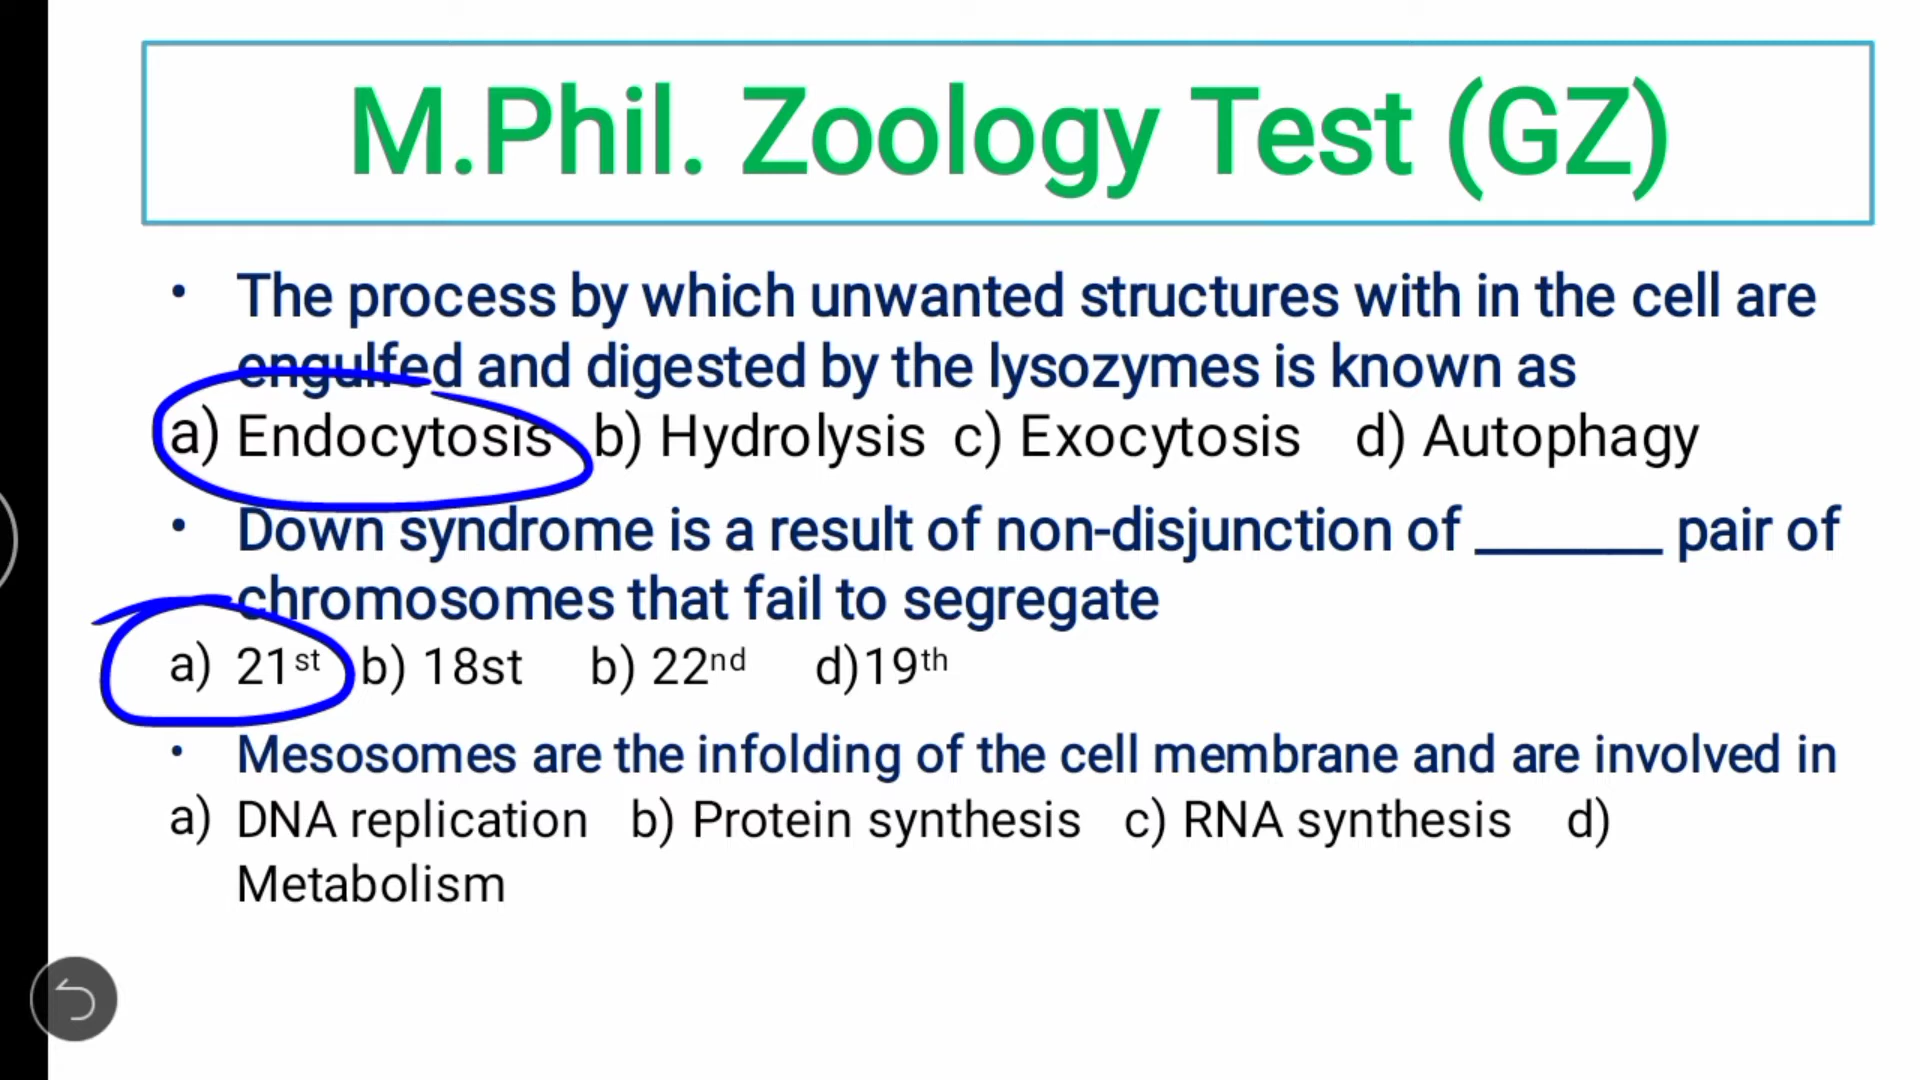 M.Phil. Zoology Test (GZ)
• The process by which unwanted structures with in the cell are
engulfed and digested by the lysozymes is known as
a) Endocytosis b) Hydrolysis c) Exocytosis d) Autophagy
• Down syndrome is a result of non-disjunction of _______ pair of
chromosomes that fail to segregate
a) 21st b) 18st b) 22nd d)19th
• Mesosomes are the infolding of the cell membrane and are involved in
a) DNA replication b) Protein synthesis c) RNA synthesis d)
Metabolism